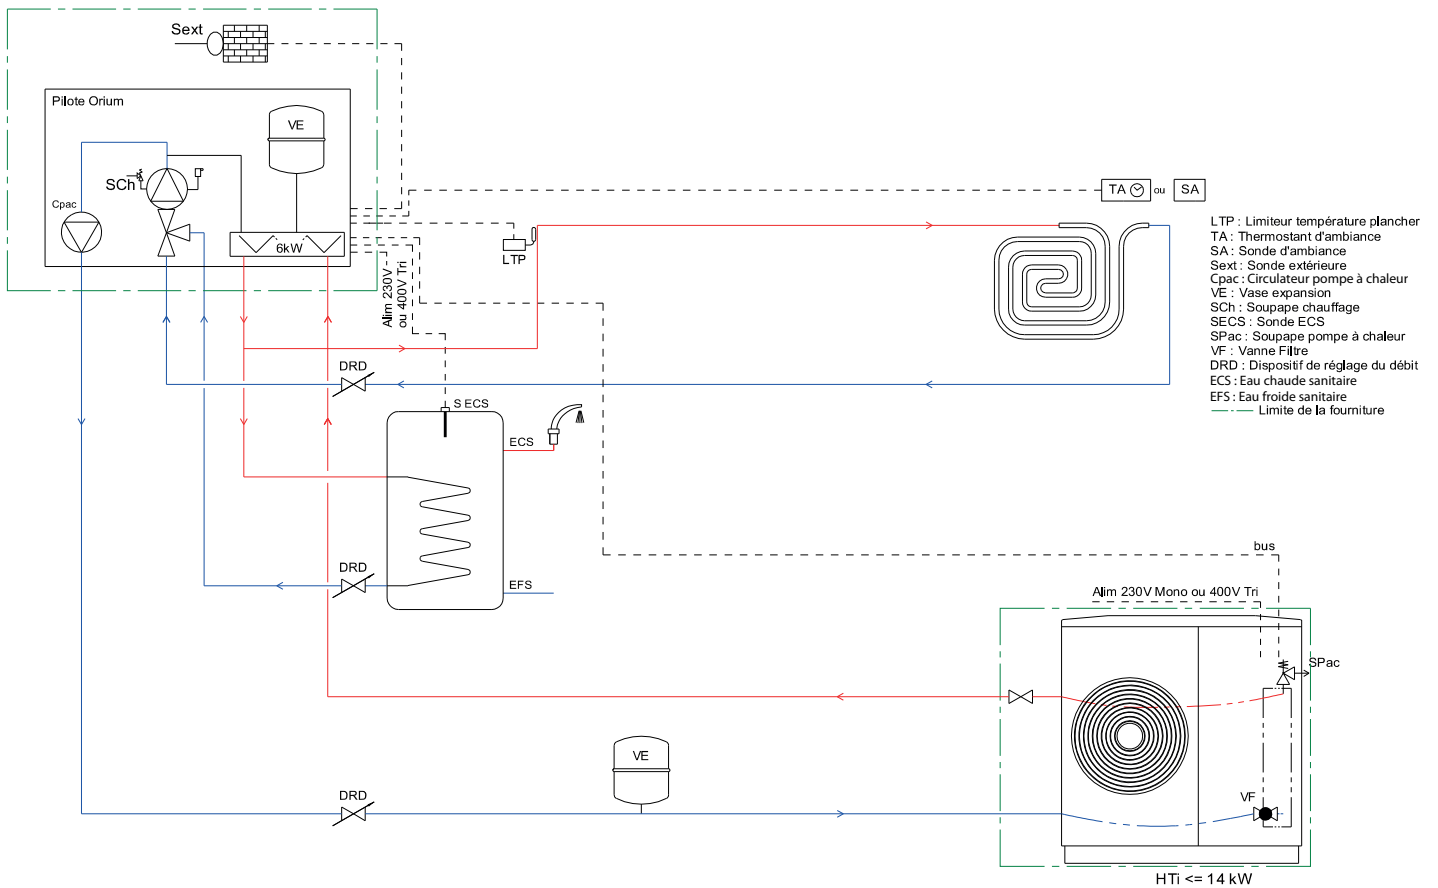 Sext
Pilote Orium
VE
SCh
Cpac
6kW
TA
ou
SA
LTP
Alim 230V
ou 400V Tri
LTP : Limiteur température plancher
TA : Thermostant d'ambiance
SA : Sonde d'ambiance
Sext : Sonde extérieure
Cpac : Circulateur pompe à chaleur
VE : Vase expansion
SCh : Soupape chauffage
SECS : Sonde ECS
SPac : Soupape pompe à chaleur
VF : Vanne Filtre
DRD : Dispositif de réglage du débit
ECS : Eau chaude sanitaire
EFS : Eau froide sanitaire
Limite de la fourniture
DRD
S ECS
ECS
DRD
EFS
bus
Alim 230V Mono ou 400V Tri
SPac
VE
DRD
VF
HTi <= 14 kW